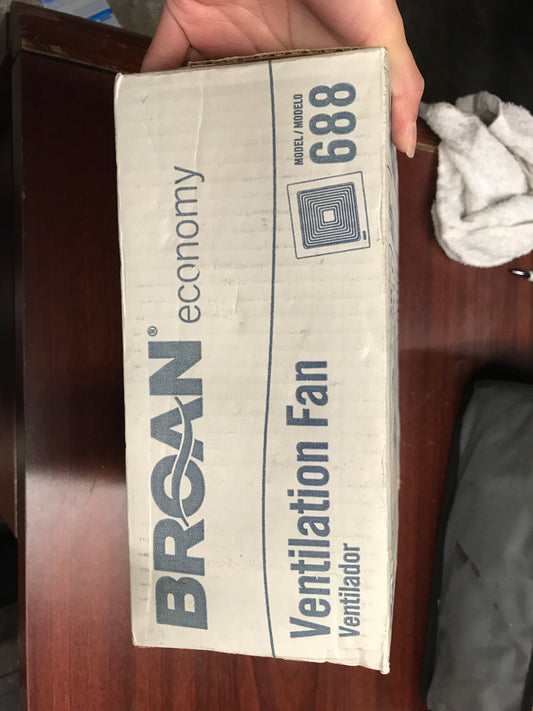 BROAN® economy
Ventilation Fan
Ventilador
MODEL / MODELO
688